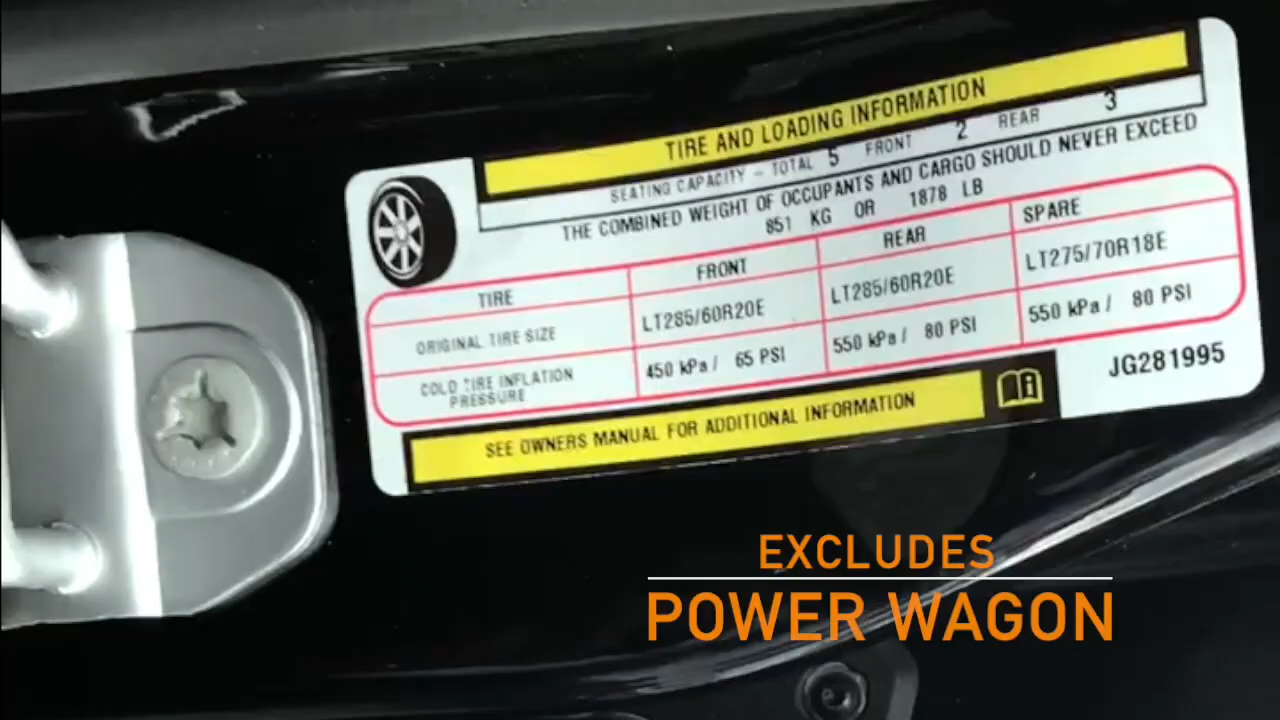 TIRE AND LOADING INFORMATION
SEATING CAPACITY – TOTAL 5 FRONT 2 REAR 3
THE COMBINED WEIGHT OF OCCUPANTS AND CARGO SHOULD NEVER EXCEED
851 KG OR 1878 LB
TIRE FRONT REAR SPARE
ORIGINAL TIRE SIZE LT285/60R20E LT285/60R20E LT275/70R18E
COLD TIRE INFLATION PRESSURE 450 kPa / 65 PSI 550 kPa / 80 PSI 550 kPa / 80 PSI
SEE OWNERS MANUAL FOR ADDITIONAL INFORMATION
JG281995
EXCLUDES
POWER WAGON